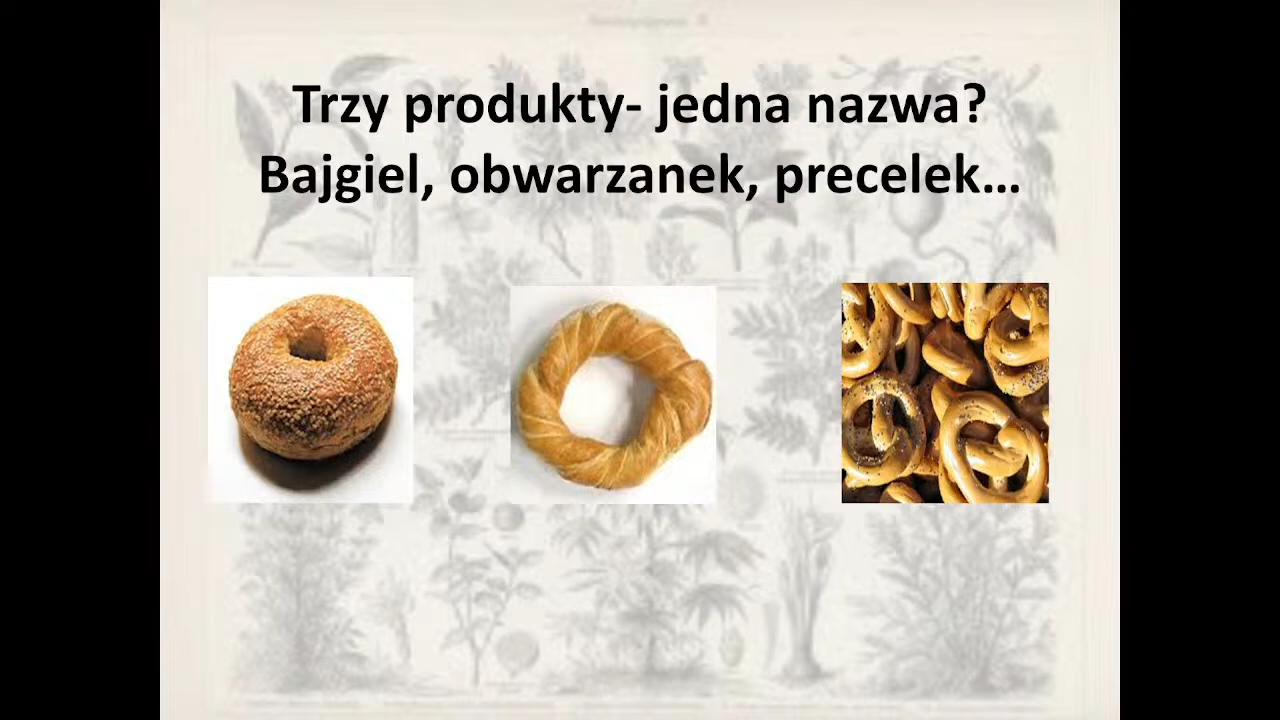 Trzy produkty- jedna nazwa?
Bajgiel, obwarzanek, precelek...